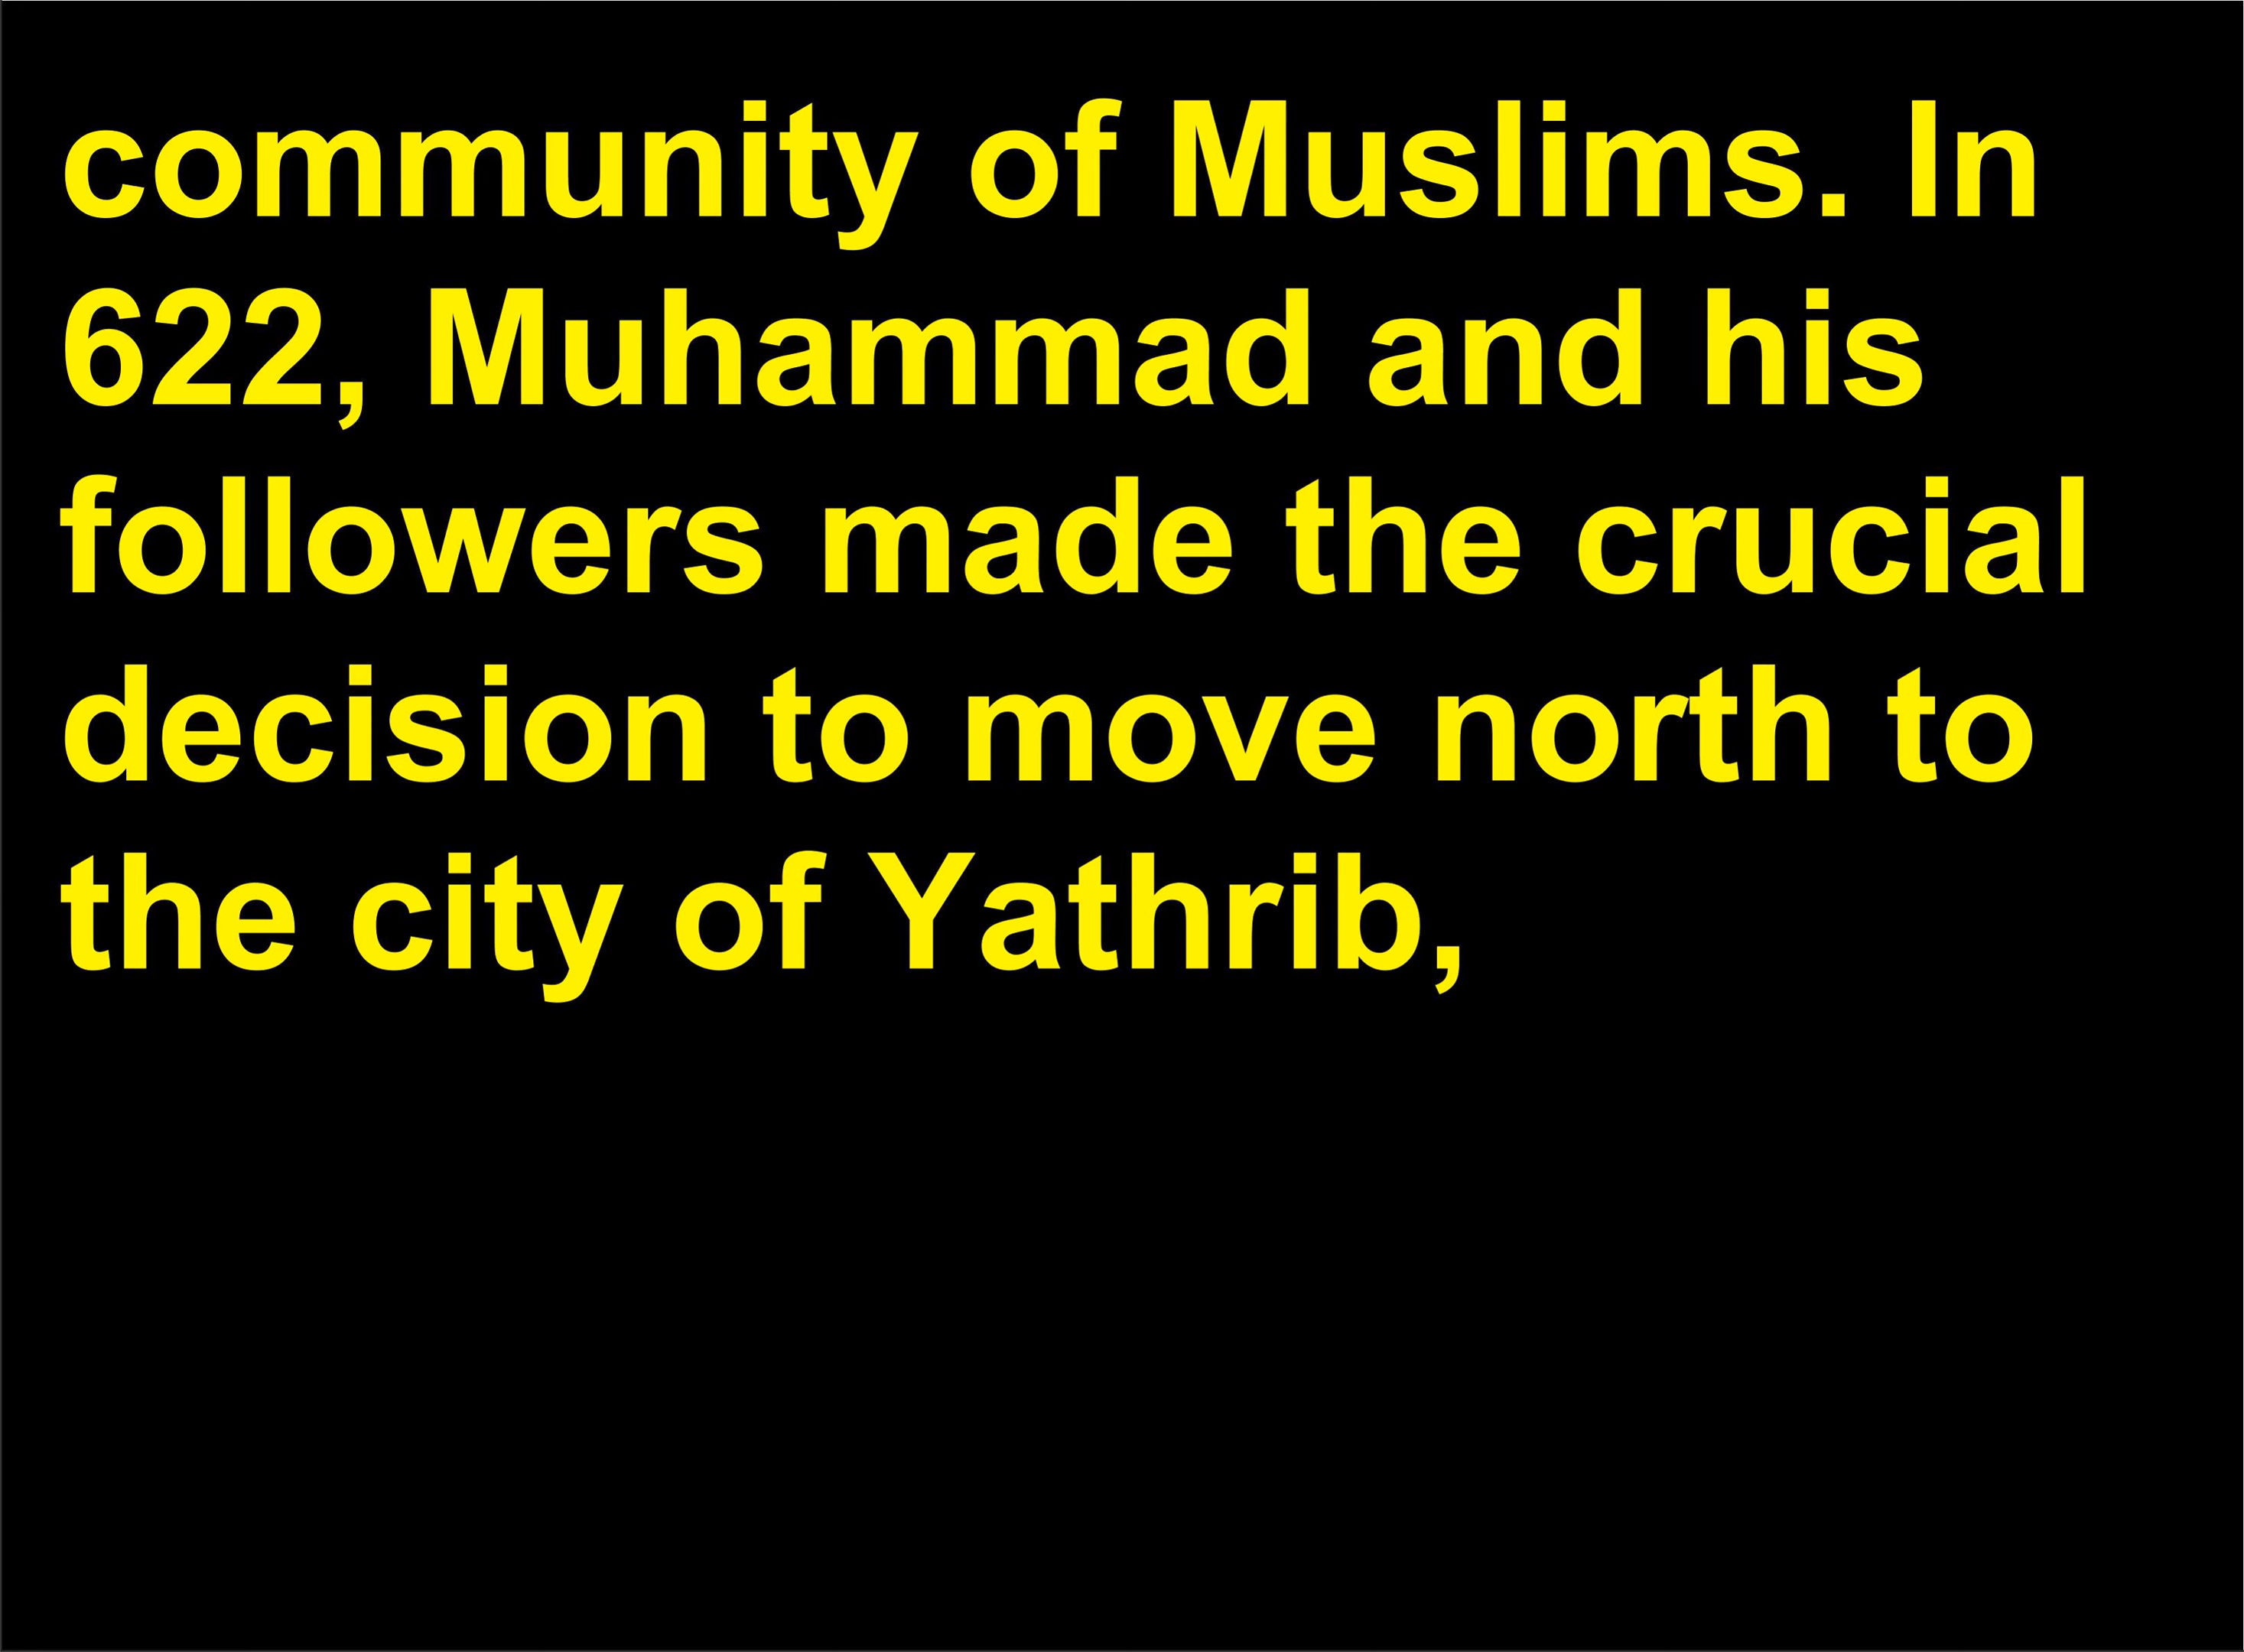 community of Muslims. In
622, Muhammad and his
followers made the crucial
decision to move north to
the city of Yathrib,